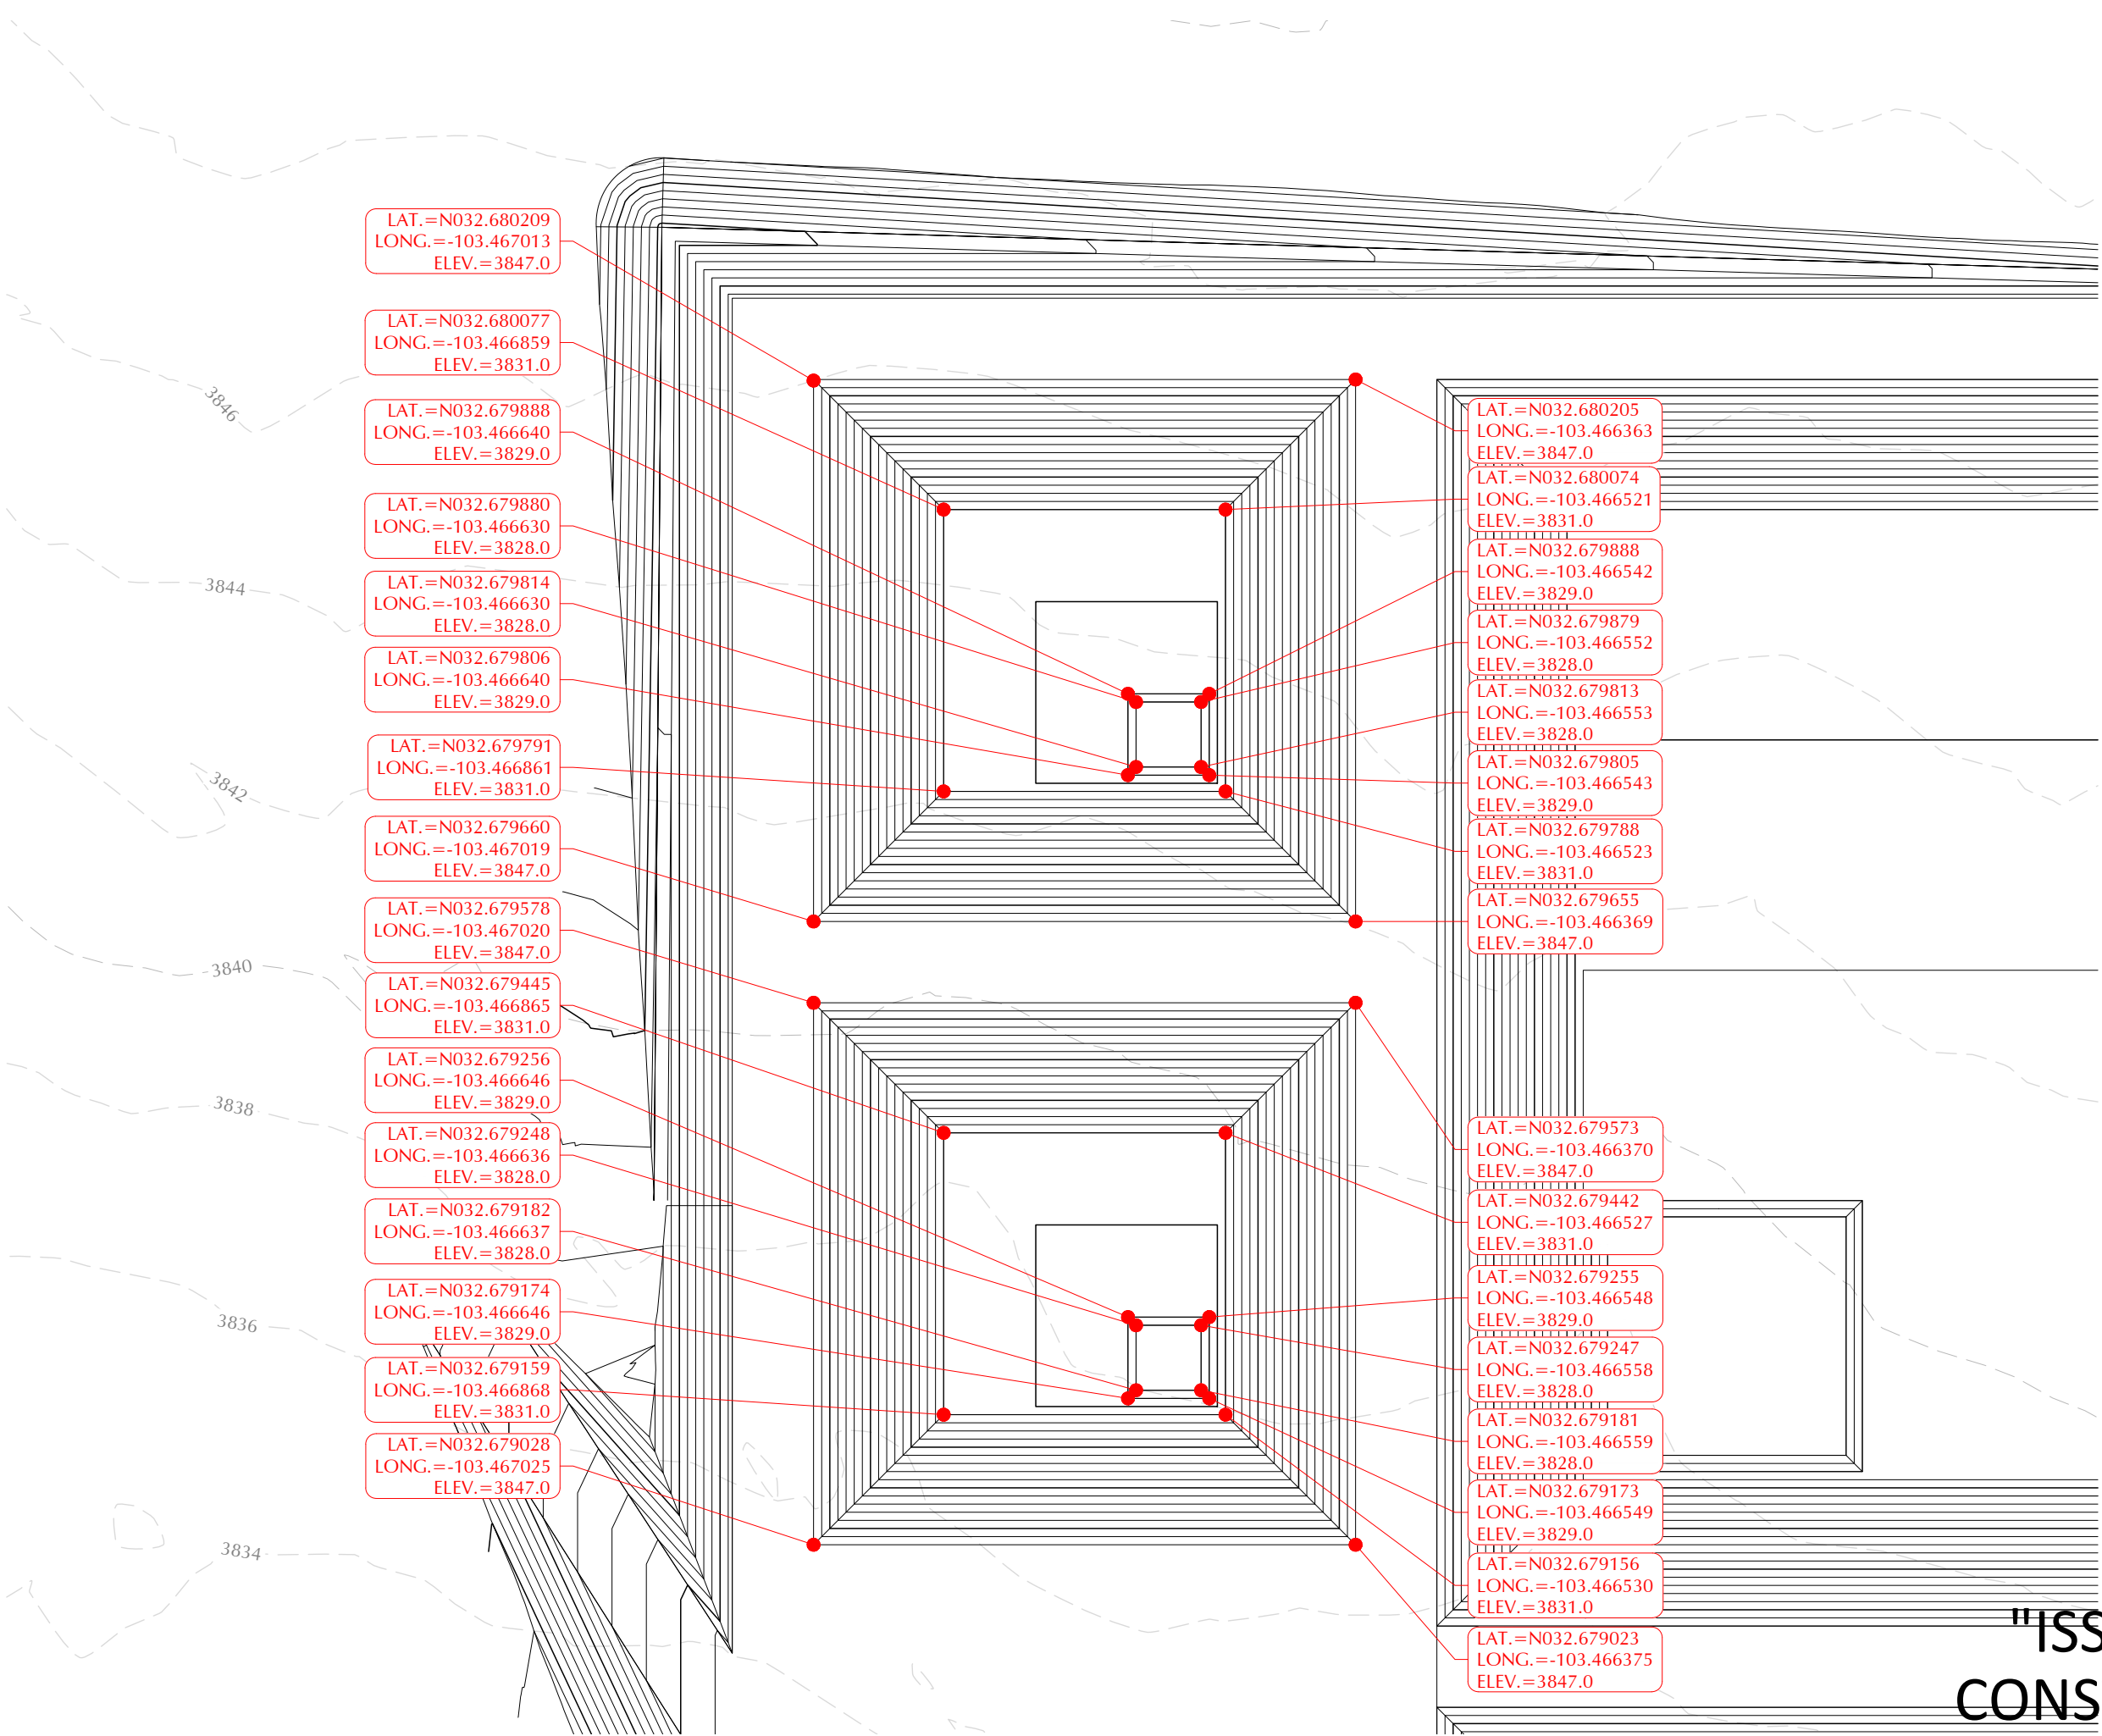 LAT.=N032.680209
LONG.=-103.467013
ELEV.=3847.0
LAT.=N032.680077
LONG.=-103.466859
ELEV.=3831.0
LAT.=N032.679888
LONG.=-103.466640
ELEV.=3829.0
LAT.=N032.679880
LONG.=-103.466630
ELEV.=3828.0
LAT.=N032.679814
LONG.=-103.466630
ELEV.=3828.0
LAT.=N032.679806
LONG.=-103.466640
ELEV.=3829.0
LAT.=N032.679791
LONG.=-103.466861
ELEV.=3831.0
LAT.=N032.679660
LONG.=-103.467019
ELEV.=3847.0
LAT.=N032.679578
LONG.=-103.467020
ELEV.=3847.0
LAT.=N032.679445
LONG.=-103.466865
ELEV.=3831.0
LAT.=N032.679256
LONG.=-103.466646
ELEV.=3829.0
LAT.=N032.679248
LONG.=-103.466636
ELEV.=3828.0
LAT.=N032.679182
LONG.=-103.466637
ELEV.=3828.0
LAT.=N032.679174
LONG.=-103.466646
ELEV.=3829.0
LAT.=N032.679159
LONG.=-103.466868
ELEV.=3831.0
LAT.=N032.679028
LONG.=-103.467025
ELEV.=3847.0
LAT.=N032.680205
LONG.=-103.466363
ELEV.=3847.0
LAT.=N032.680074
LONG.=-103.466521
ELEV.=3831.0
LAT.=N032.679888
LONG.=-103.466542
ELEV.=3829.0
LAT.=N032.679879
LONG.=-103.466552
ELEV.=3828.0
LAT.=N032.679813
LONG.=-103.466553
ELEV.=3828.0
LAT.=N032.679805
LONG.=-103.466543
ELEV.=3829.0
LAT.=N032.679788
LONG.=-103.466523
ELEV.=3831.0
LAT.=N032.679655
LONG.=-103.466369
ELEV.=3847.0
LAT.=N032.679573
LONG.=-103.466370
ELEV.=3847.0
LAT.=N032.679442
LONG.=-103.466527
ELEV.=3831.0
LAT.=N032.679255
LONG.=-103.466548
ELEV.=3829.0
LAT.=N032.679247
LONG.=-103.466558
ELEV.=3828.0
LAT.=N032.679181
LONG.=-103.466559
ELEV.=3828.0
LAT.=N032.679173
LONG.=-103.466549
ELEV.=3829.0
LAT.=N032.679156
LONG.=-103.466530
ELEV.=3831.0
LAT.=N032.679023
LONG.=-103.466375
ELEV.=3847.0
3846
3844
3842
3840
3838
3836
3834
"ISS
CONS